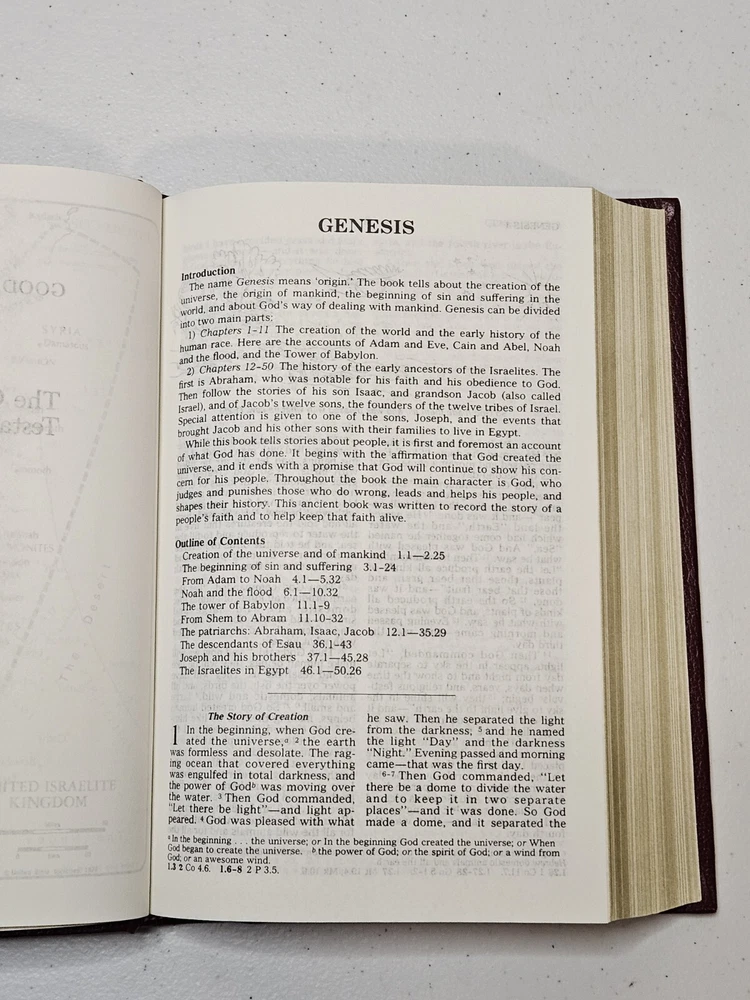 GENESIS
Introduction
The name Genesis means 'origin.' The book tells about the creation of the
universe, the origin of mankind, the beginning of sin and suffering in the
world, and about God's way of dealing with mankind. Genesis can be divided
into two main parts:
1) Chapters 1-11 The creation of the world and the early history of the
human race. Here are the accounts of Adam and Eve, Cain and Abel, Noah
and the flood, and the Tower of Babylon.
2) Chapters 12-50 The history of the early ancestors of the Israelites. The
first is Abraham, who was notable for his faith and his obedience to God.
Then follow the stories of his son Isaac, and grandson Jacob (also called
Israel), and of Jacob's twelve sons, the founders of the twelve tribes of Israel.
Special attention is given to one of the sons, Joseph, and the events that
brought Jacob and his other sons with their families to live in Egypt.
While this book tells stories about people, it is first and foremost an account
of what God has done. It begins with the affirmation that God created the
universe, and it ends with a promise that God will continue to show his con-
cern for his people. Throughout the book the main character is God, who
judges and punishes those who do wrong, leads and helps his people, and
shapes their history. This ancient book was written to record the story of a
people's faith and to help keep that faith alive.
Outline of Contents
Creation of the universe and of mankind 1.1—2.25
The beginning of sin and suffering 3.1-24
From Adam to Noah 4.1—5.32
Noah and the flood 6.1—10.32
The tower of Babylon 11.1-9
From Shem to Abram 11.10-32
The patriarchs: Abraham, Isaac, Jacob 12.1—35.29
The descendants of Esau 36.1-43
Joseph and his brothers 37.1—45.28
The Israelites in Egypt 46.1—50.26
The Story of Creation
1 In the beginning, when God cre-
ated the universe,ᵃ ² the earth
was formless and desolate. The rag-
ing ocean that covered everything
was engulfed in total darkness, and
the power of Godᵇ was moving over
the water. ³ Then God commanded,
"Let there be light"—and light ap-
peared. ⁴ God was pleased with what
he saw. Then he separated the light
from the darkness, ⁵ and he named
the light "Day" and the darkness
"Night." Evening passed and morning
came—that was the first day.
⁶⁻⁷ Then God commanded, "Let
there be a dome to divide the water
and to keep it in two separate
places"—and it was done. So God
made a dome, and it separated the
ᵃ In the beginning . . . the universe; or In the beginning God created the universe; or When
God began to create the universe. ᵇ the power of God; or the spirit of God; or a wind from
God; or an awesome wind.
1.3 2 Co 4.6. 1.6-8 2 P 3.5.